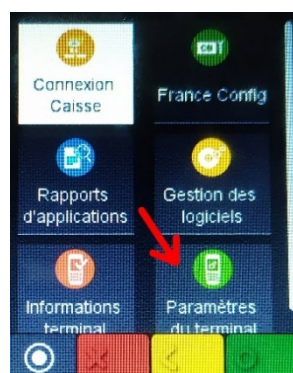 Connexion
Caisse
France Config
Rapports
d'applications
Gestion des
logiciels
Informations
terminal
Paramètres
du terminal